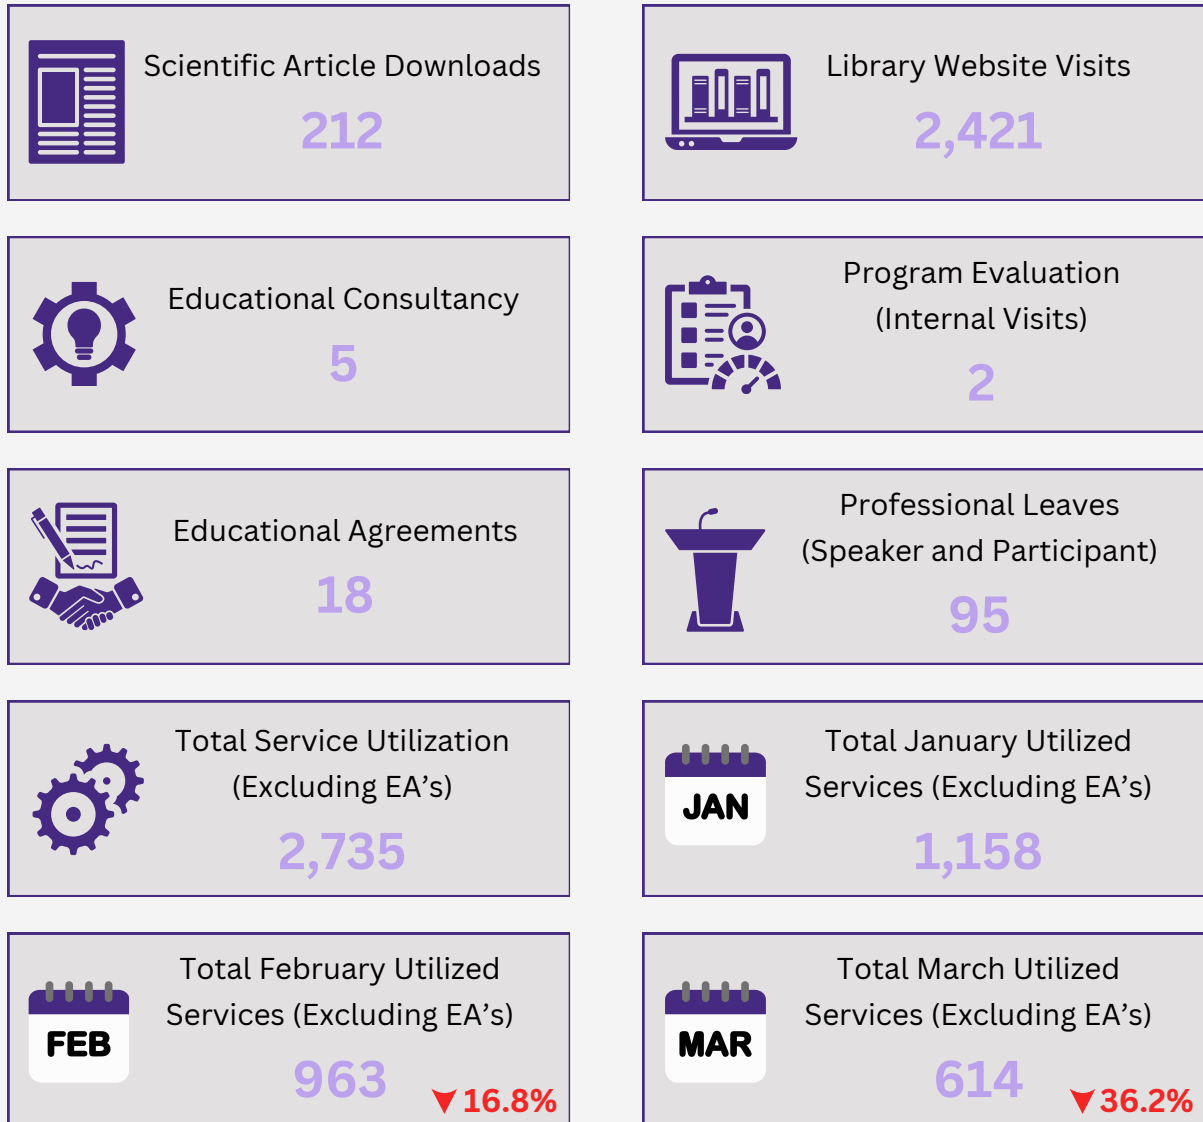 Scientific Article Downloads
212
Library Website Visits
2,421
Educational Consultancy
5
Program Evaluation
(Internal Visits)
2
Educational Agreements
18
Professional Leaves
(Speaker and Participant)
95
Total Service Utilization
(Excluding EA’s)
2,735
JAN
Total January Utilized
Services (Excluding EA’s)
1,158
FEB
Total February Utilized
Services (Excluding EA’s)
963
16.8%
MAR
Total March Utilized
Services (Excluding EA’s)
614
36.2%